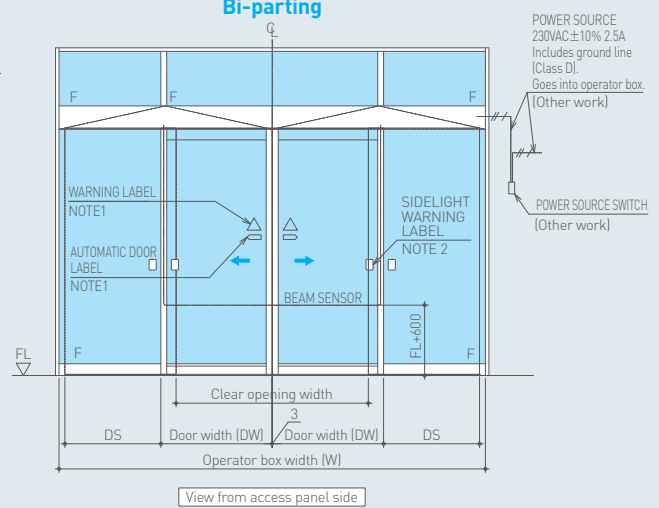 Bi-parting
CL
POWER SOURCE
230VAC±10% 2.5A
Includes ground line
(Class D).
Goes into operator box.
(Other work)
F F F
WARNING LABEL
NOTE1
SIDELIGHT
WARNING
LABEL
NOTE 2
POWER SOURCE SWITCH
(Other work)
AUTOMATIC DOOR
LABEL
NOTE1
BEAM SENSOR
FL+600
FL
F F
Clear opening width
3
DS Door width (DW) Door width (DW) DS
Operator box width (W)
View from access panel side